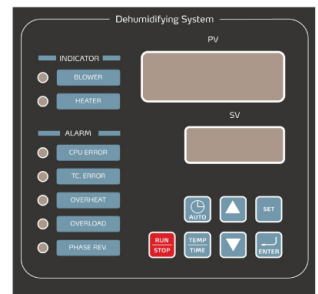 Dehumidifying System
PV
INDICATOR
BLOWER
HEATER
SV
ALARM
CPU ERROR
TC. ERROR
OVERHEAT
OVERLOAD
PHASE REV.
AUTO
SET
RUN
STOP
TEMP
TIME
ENTER